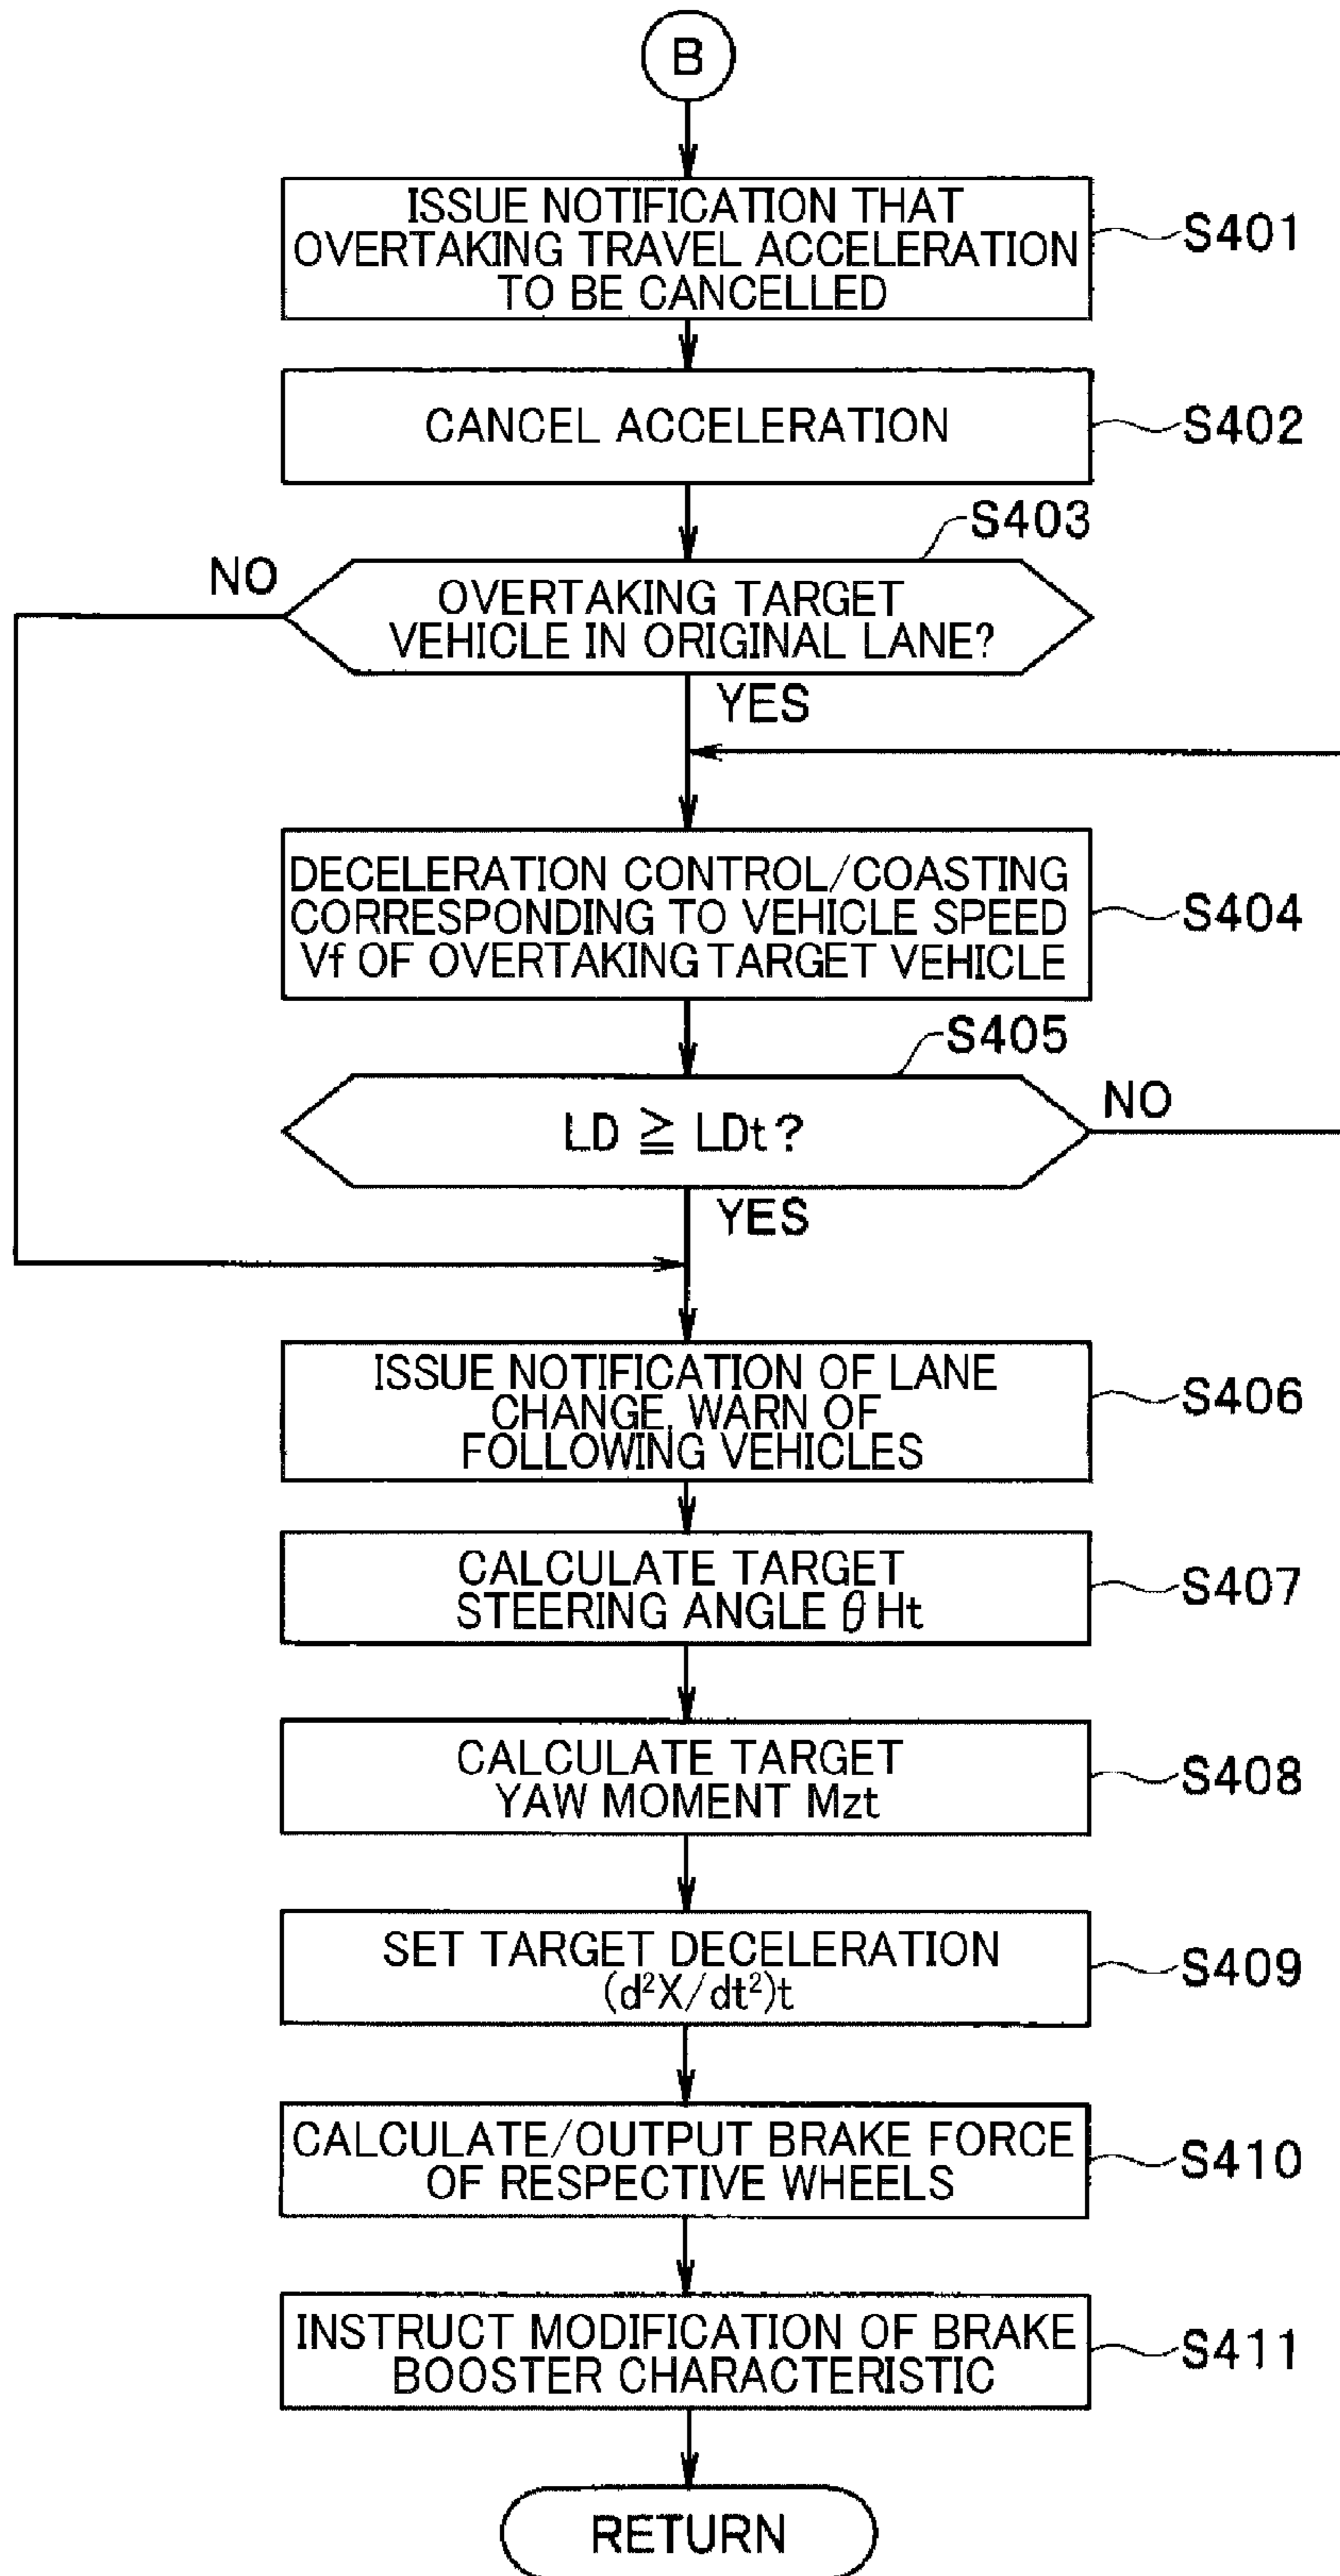 B
ISSUE NOTIFICATION THAT
OVERTAKING TRAVEL ACCELERATION
TO BE CANCELLED
S401
CANCEL ACCELERATION
S402
S403
NO
OVERTAKING TARGET
VEHICLE IN ORIGINAL LANE?
YES
DECELERATION CONTROL/COASTING
CORRESPONDING TO VEHICLE SPEED
Vf OF OVERTAKING TARGET VEHICLE
S404
S405
LD ≧ LDt?
NO
YES
ISSUE NOTIFICATION OF LANE
CHANGE, WARN OF
FOLLOWING VEHICLES
S406
CALCULATE TARGET
STEERING ANGLE θHt
S407
CALCULATE TARGET
YAW MOMENT Mzt
S408
SET TARGET DECELERATION
(d²X/dt²)t
S409
CALCULATE/OUTPUT BRAKE FORCE
OF RESPECTIVE WHEELS
S410
INSTRUCT MODIFICATION OF BRAKE
BOOSTER CHARACTERISTIC
S411
RETURN